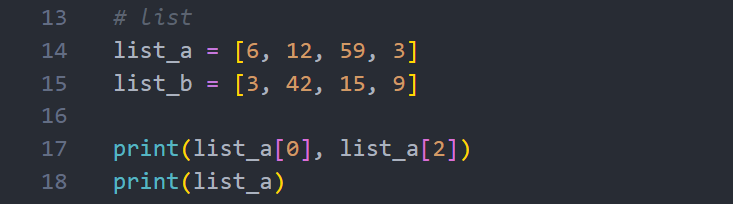 13 # list
14 list_a = [6, 12, 59, 3]
15 list_b = [3, 42, 15, 9]
16
17 print(list_a[0], list_a[2])
18 print(list_a)